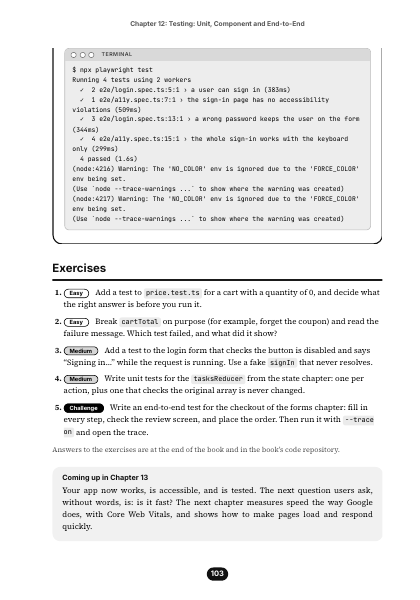 Chapter 12: Testing: Unit, Component and End-to-End
TERMINAL
$ npx playwright test
Running 4 tests using 2 workers
✓ 2 e2e/login.spec.ts:5:1 › a user can sign in (383ms)
✓ 1 e2e/a11y.spec.ts:7:1 › the sign-in page has no accessibility
violations (509ms)
✓ 3 e2e/login.spec.ts:13:1 › a wrong password keeps the user on the form
(344ms)
✓ 4 e2e/a11y.spec.ts:15:1 › the whole sign-in works with the keyboard
only (299ms)
4 passed (1.6s)
(node:4216) Warning: The 'NO_COLOR' env is ignored due to the 'FORCE_COLOR'
env being set.
(Use `node --trace-warnings ...` to show where the warning was created)
(node:4217) Warning: The 'NO_COLOR' env is ignored due to the 'FORCE_COLOR'
env being set.
(Use `node --trace-warnings ...` to show where the warning was created)
Exercises
1. Easy Add a test to price.test.ts for a cart with a quantity of 0, and decide what
the right answer is before you run it.
2. Easy Break cartTotal on purpose (for example, forget the coupon) and read the
failure message. Which test failed, and what did it show?
3. Medium Add a test to the login form that checks the button is disabled and says
“Signing in…” while the request is running. Use a fake signIn that never resolves.
4. Medium Write unit tests for the tasksReducer from the state chapter: one per
action, plus one that checks the original array is never changed.
5. Challenge Write an end-to-end test for the checkout of the forms chapter: fill in
every step, check the review screen, and place the order. Then run it with --trace
on and open the trace.
Answers to the exercises are at the end of the book and in the book's code repository.
Coming up in Chapter 13
Your app now works, is accessible, and is tested. The next question users ask,
without words, is: is it fast? The next chapter measures speed the way Google
does, with Core Web Vitals, and shows how to make pages load and respond
quickly.
103